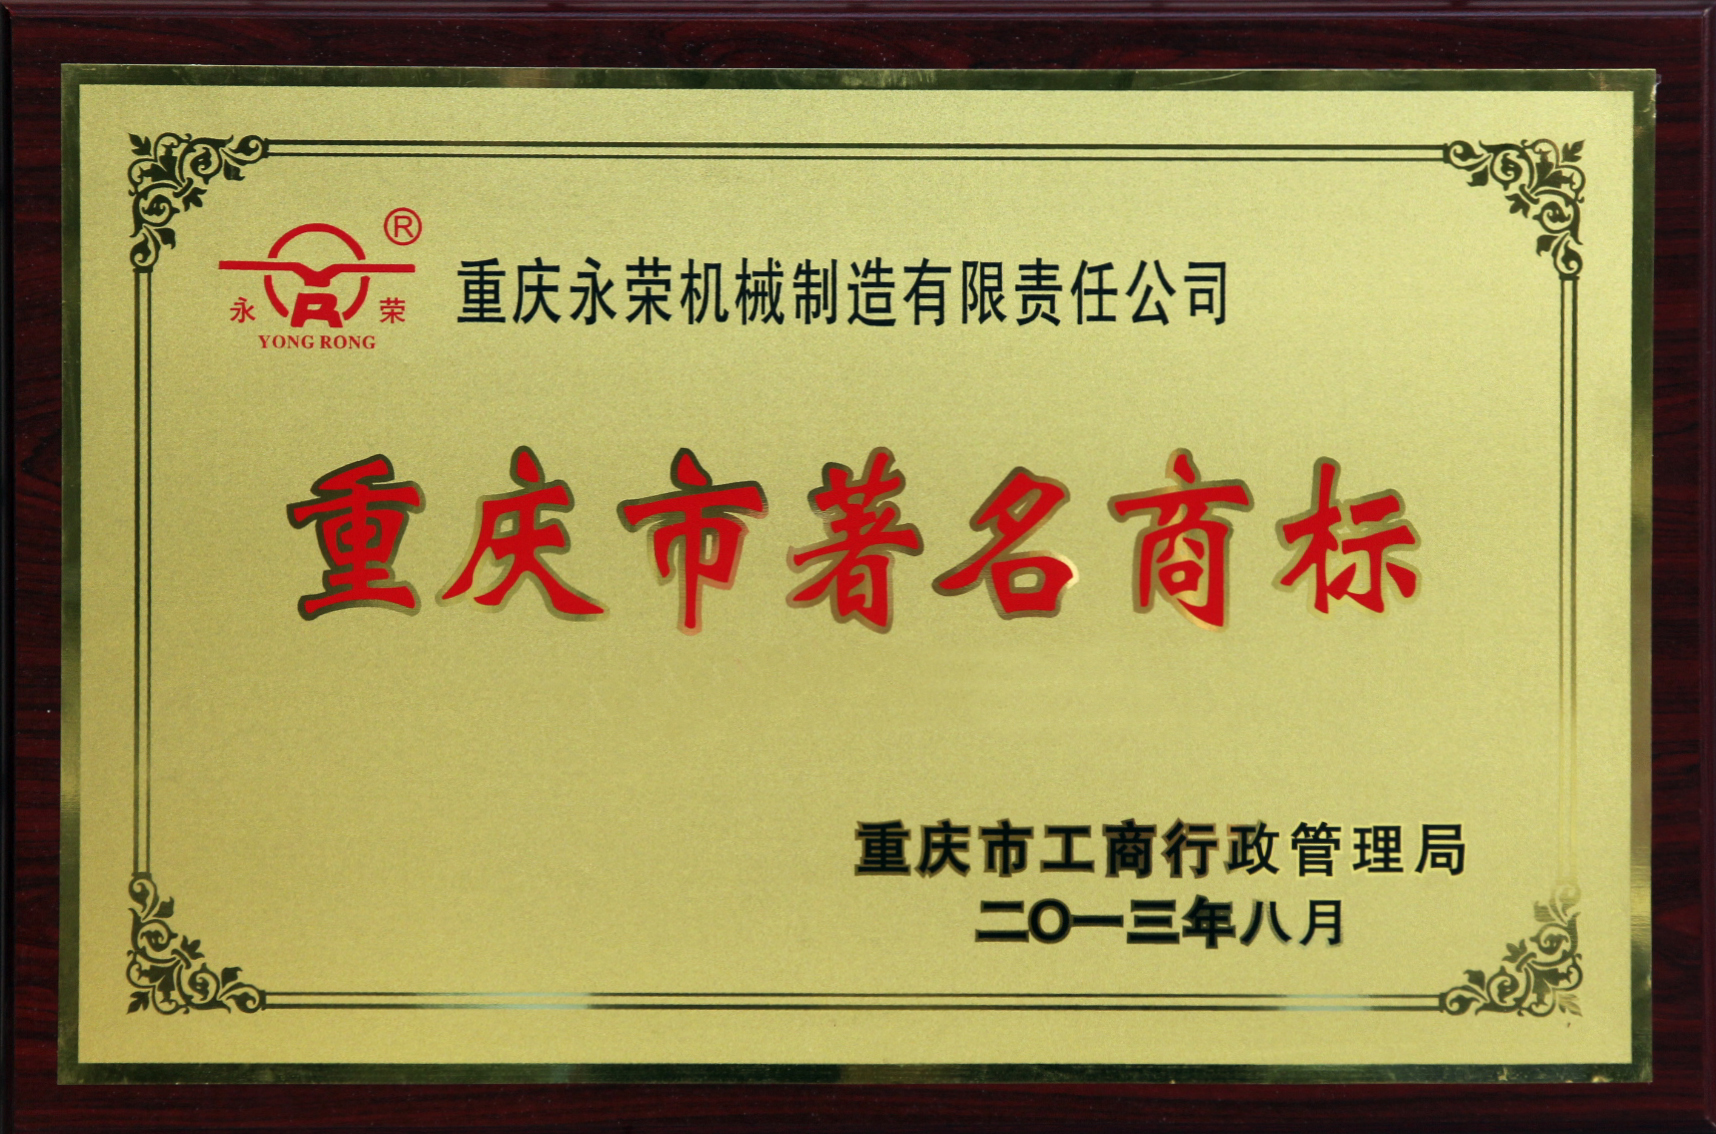 ®
永 荣
YONG RONG
重庆永荣机械制造有限责任公司
重庆市著名商标
重庆市工商行政管理局
二〇一三年八月